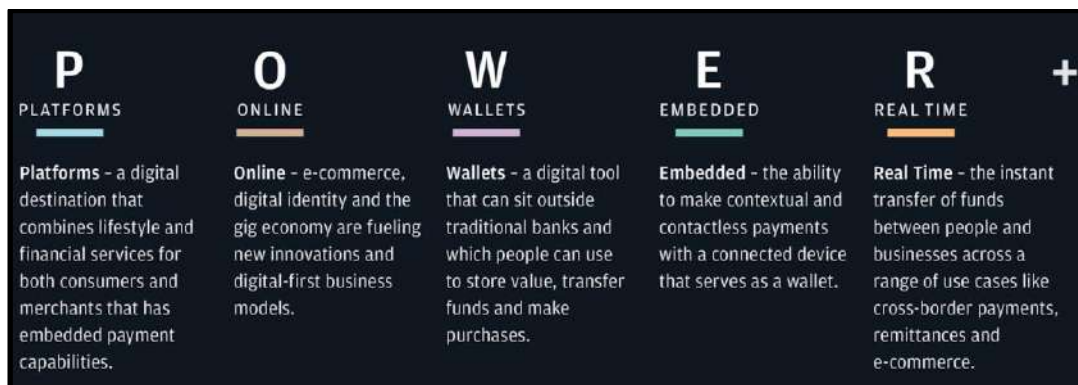 P
PLATFORMS
Platforms - a digital
destination that
combines lifestyle and
financial services for
both consumers and
merchants that has
embedded payment
capabilities.
O
ONLINE
Online - e-commerce,
digital identity and the
gig economy are fueling
new innovations and
digital-first business
models.
W
WALLETS
Wallets - a digital tool
that can sit outside
traditional banks and
which people can use
to store value, transfer
funds and make
purchases.
E
EMBEDDED
Embedded - the ability
to make contextual and
contactless payments
with a connected device
that serves as a wallet.
R
REAL TIME
Real Time - the instant
transfer of funds
between people and
businesses across a
range of use cases like
cross-border payments,
remittances and
e-commerce.
+